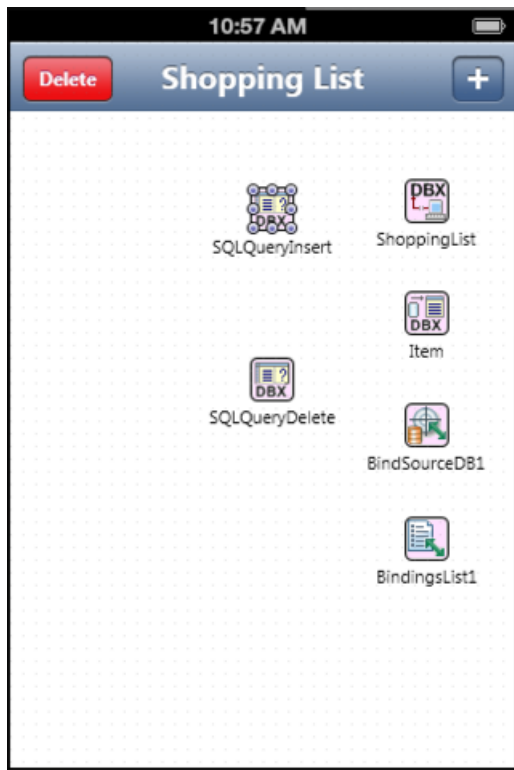 10:57 AM
Delete
Shopping List
+
DBX
SQLQueryInsert
DBX
ShoppingList
DBX
Item
DBX
SQLQueryDelete
BindSourceDB1
BindingsList1